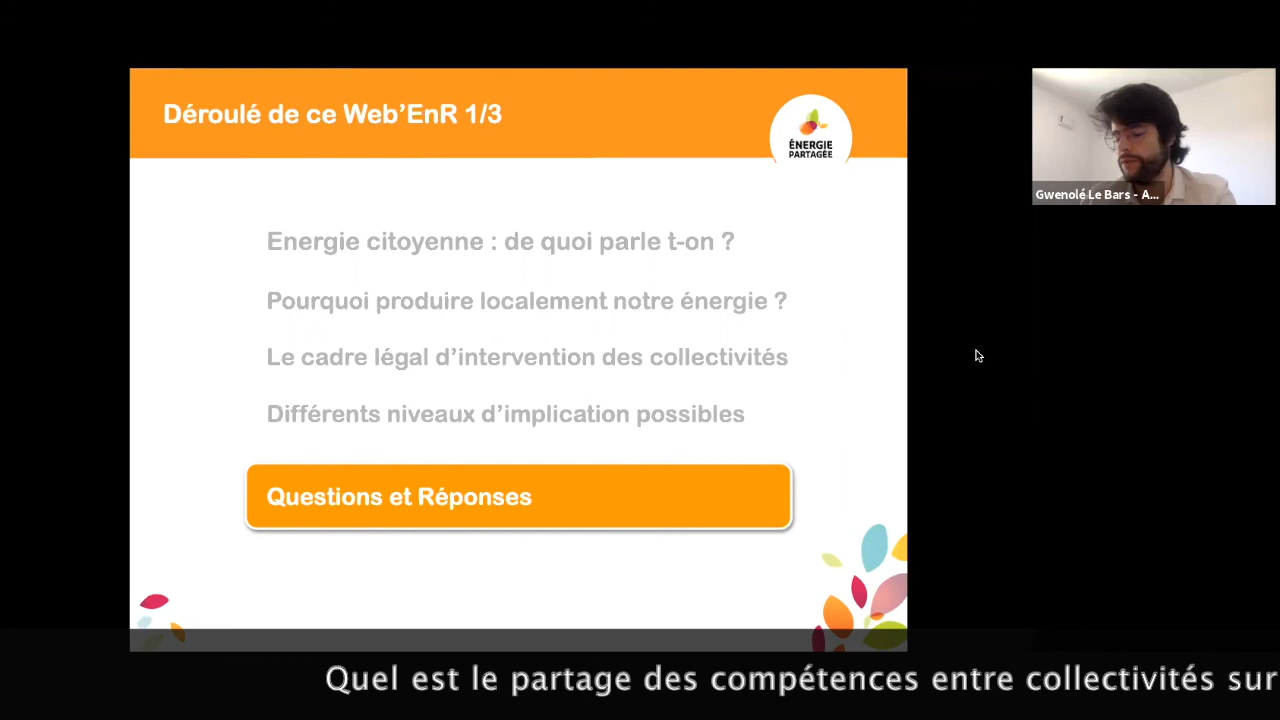 Déroulé de ce Web'EnR 1/3
ÉNERGIE
PARTAGÉE
Gwenolé Le Bars - A...
Energie citoyenne : de quoi parle t-on ?
Pourquoi produire localement notre énergie ?
Le cadre légal d'intervention des collectivités
Différents niveaux d'implication possibles
Questions et Réponses
Quel est le partage des compétences entre collectivités sur